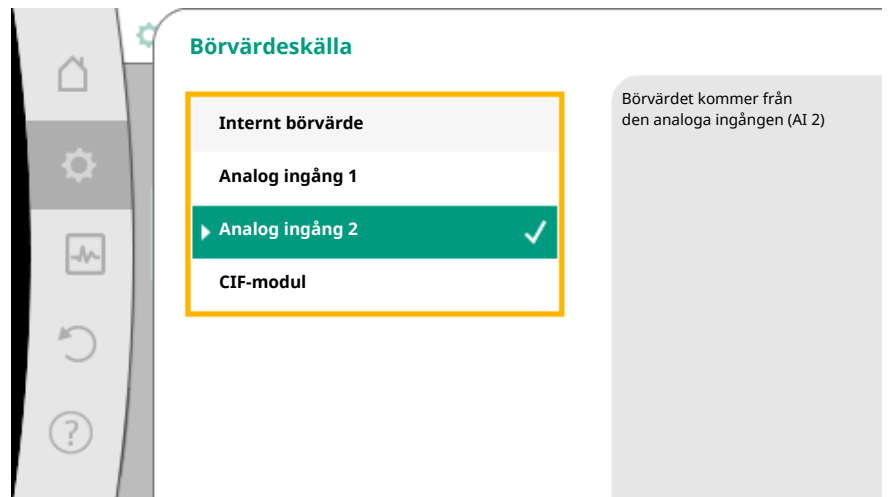 Börvärdeskälla
Internt börvärde
Analog ingång 1
Analog ingång 2
CIF-modul
Börvärdet kommer från
den analoga ingången (AI 2)
?